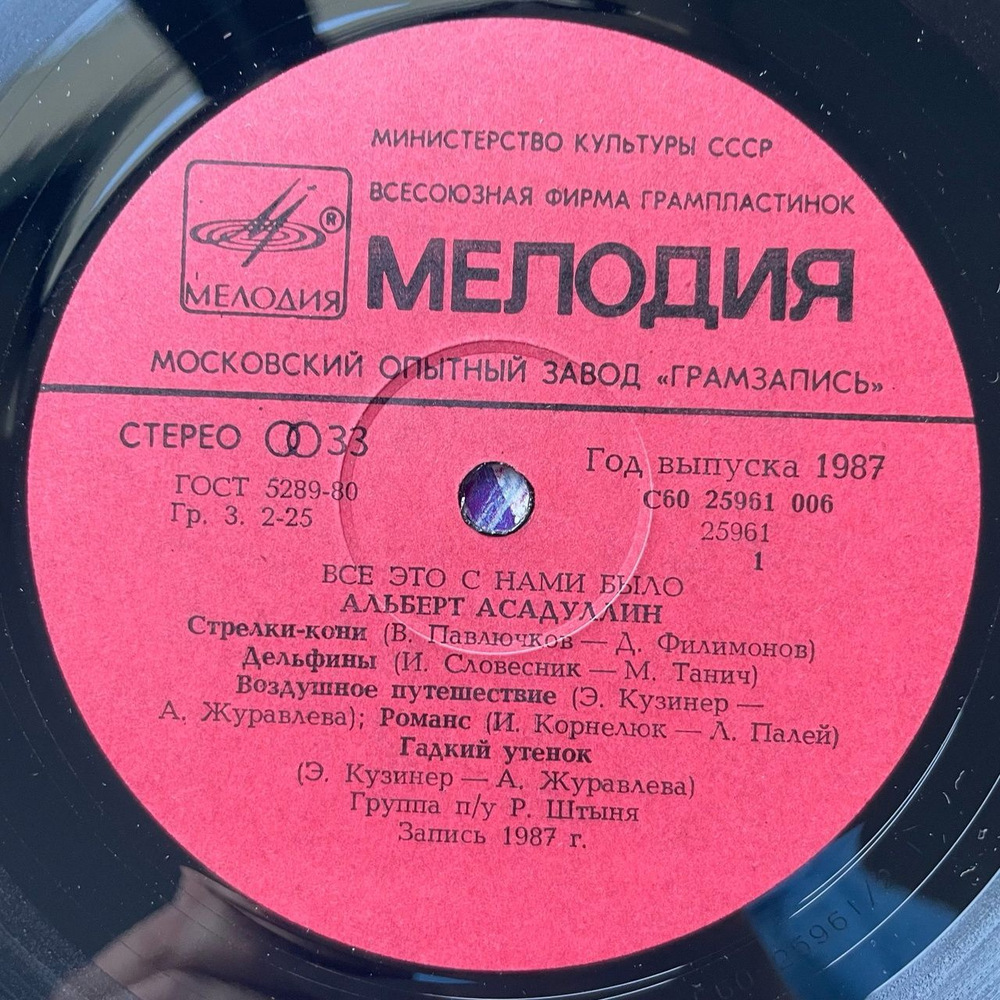 МИНИСТЕРСТВО КУЛЬТУРЫ СССР
ВСЕСОЮЗНАЯ ФИРМА ГРАМПЛАСТИНОК
®
МЕЛОДИЯ
МЕЛОДИЯ
МОСКОВСКИЙ ОПЫТНЫЙ ЗАВОД «ГРАМЗАПИСЬ»
СТЕРЕО 33
ГОСТ 5289-80
Гр. 3. 2-25
Год выпуска 1987
С60 25961 006
25961
1
ВСЕ ЭТО С НАМИ БЫЛО
АЛЬБЕРТ АСАДУЛЛИН
Стрелки-кони (В. Павлючков — Д. Филимонов)
Дельфины (И. Словесник — М. Танич)
Воздушное путешествие (Э. Кузинер —
А. Журавлева); Романс (И. Корнелюк — Л. Палей)
Гадкий утенок
(Э. Кузинер — А. Журавлева)
Группа п/у Р. Штыня
Запись 1987 г.